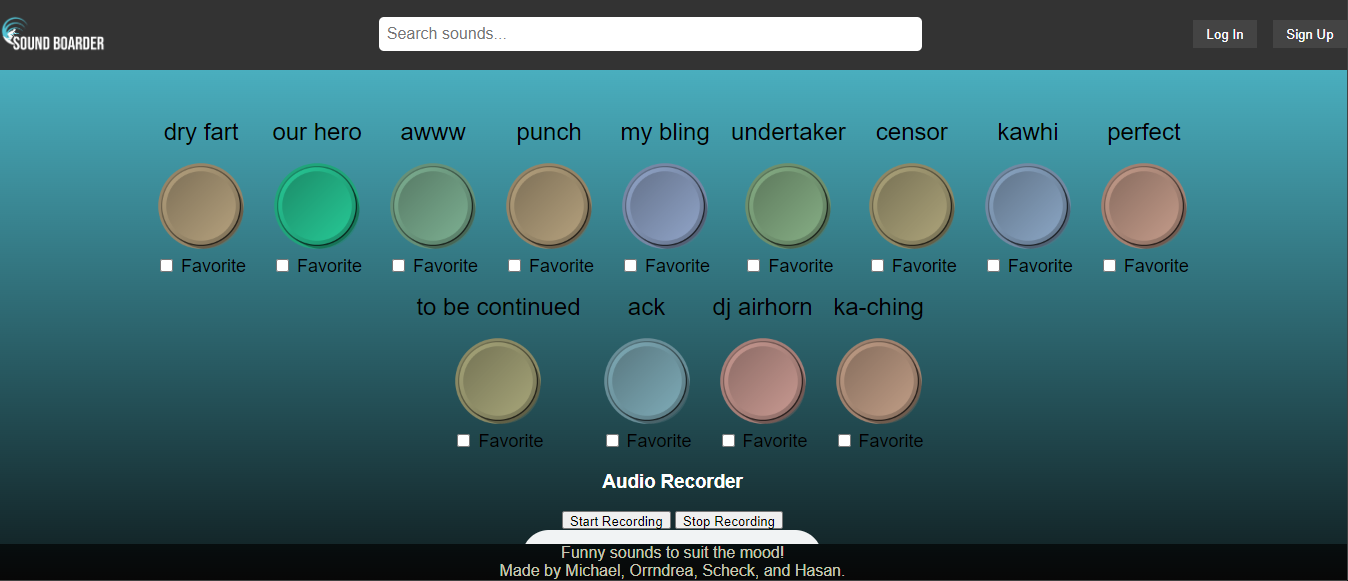 SOUND BOARDER
Search sounds...
Log In
Sign Up
dry fart
our hero
awww
punch
my bling
undertaker
censor
kawhi
perfect
Favorite
Favorite
Favorite
Favorite
Favorite
Favorite
Favorite
Favorite
Favorite
to be continued
ack
dj airhorn
ka-ching
Favorite
Favorite
Favorite
Favorite
Audio Recorder
Start Recording
Stop Recording
Funny sounds to suit the mood!
Made by Michael, Orrndrea, Scheck, and Hasan.